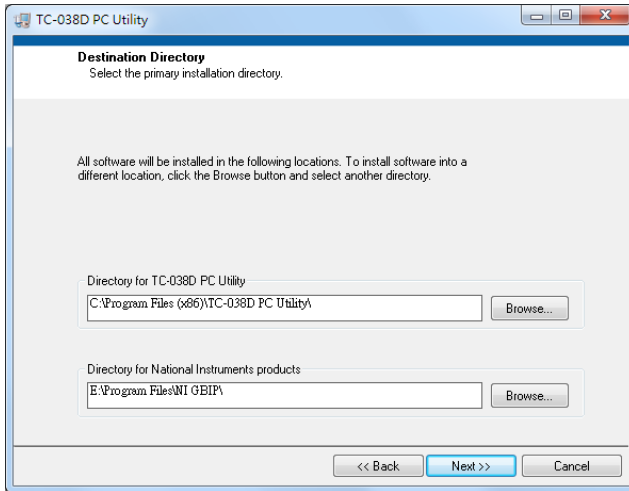 TC-038D PC Utility
Destination Directory
Select the primary installation directory.
All software will be installed in the following locations. To install software into a
different location, click the Browse button and select another directory.
Directory for TC-038D PC Utility
C:\Program Files (x86)\TC-038D PC Utility\
Browse...
Directory for National Instruments products
E:\Program Files\NI GBIP\
Browse...
<< Back
Next >>
Cancel